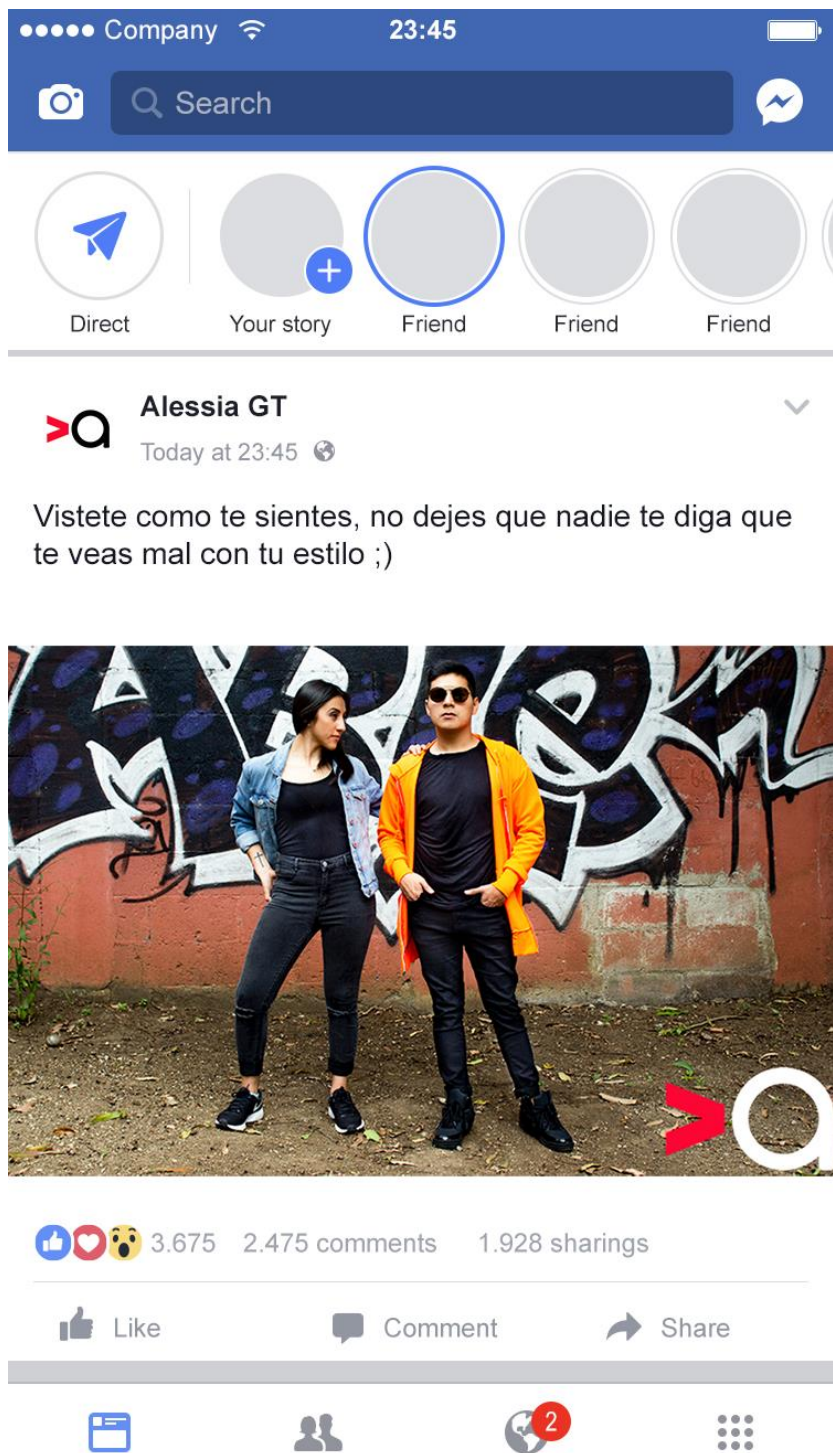 Company 23:45
Search
Direct Your story Friend Friend Friend
Alessia GT
Today at 23:45
Vistete como te sientes, no dejes que nadie te diga que
te veas mal con tu estilo ;)
>a
3.675 2.475 comments 1.928 sharings
Like Comment Share
2